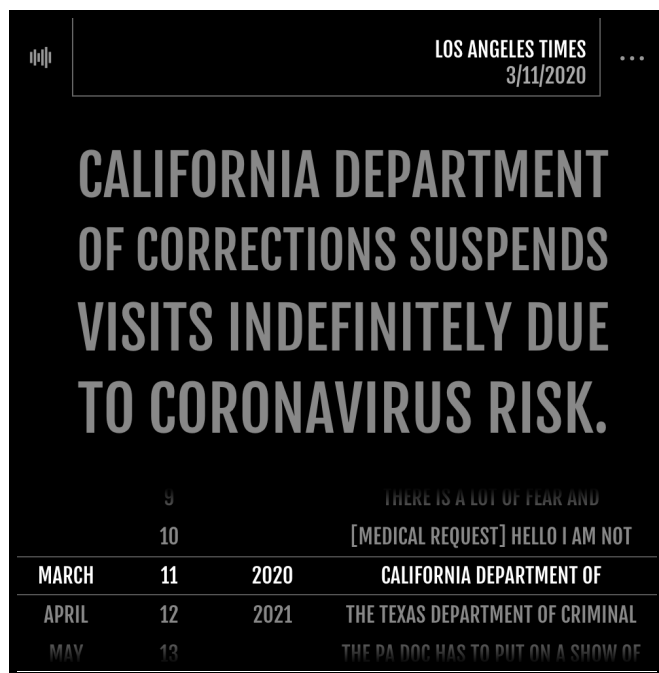 LOS ANGELES TIMES
3/11/2020
CALIFORNIA DEPARTMENT
OF CORRECTIONS SUSPENDS
VISITS INDEFINITELY DUE
TO CORONAVIRUS RISK.
9 THERE IS A LOT OF FEAR AND
10 [MEDICAL REQUEST] HELLO I AM NOT
MARCH 11 2020 CALIFORNIA DEPARTMENT OF
APRIL 12 2021 THE TEXAS DEPARTMENT OF CRIMINAL
MAY 13 THE PA DOC HAS TO PUT ON A SHOW OF